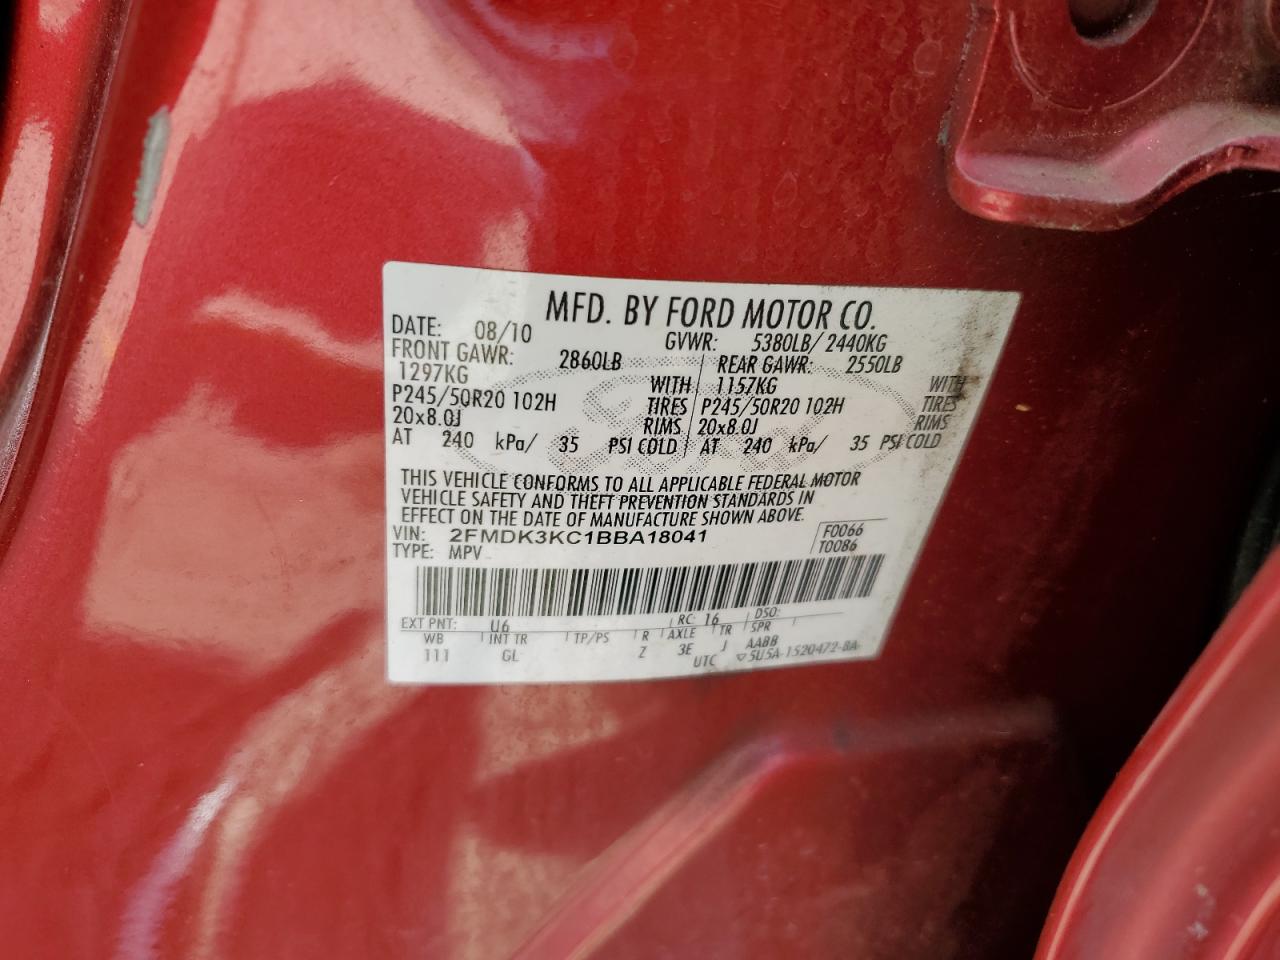 MFD. BY FORD MOTOR CO.
DATE: 08/10 GVWR: 5380LB/2440KG
FRONT GAWR: 2860LB REAR GAWR: 2550LB
1297KG WITH 1157KG WITH
P245/50R20 102H TIRES P245/50R20 102H TIRES
20x8.0J RIMS 20x8.0J RIMS
AT 240 kPa/ 35 PSI COLD AT 240 kPa/ 35 PSI COLD
THIS VEHICLE CONFORMS TO ALL APPLICABLE FEDERAL MOTOR
VEHICLE SAFETY AND THEFT PREVENTION STANDARDS IN
EFFECT ON THE DATE OF MANUFACTURE SHOWN ABOVE.
VIN: 2FMDK3KC1BBA18041 F0066
TYPE: MPV T0086
EXT PNT: U6 RC: 16 DSO:
WB INT TR TP/PS R AXLE TR SPR
111 GL Z 3E J AABB
UTC ▽5U5A-1520472-BA